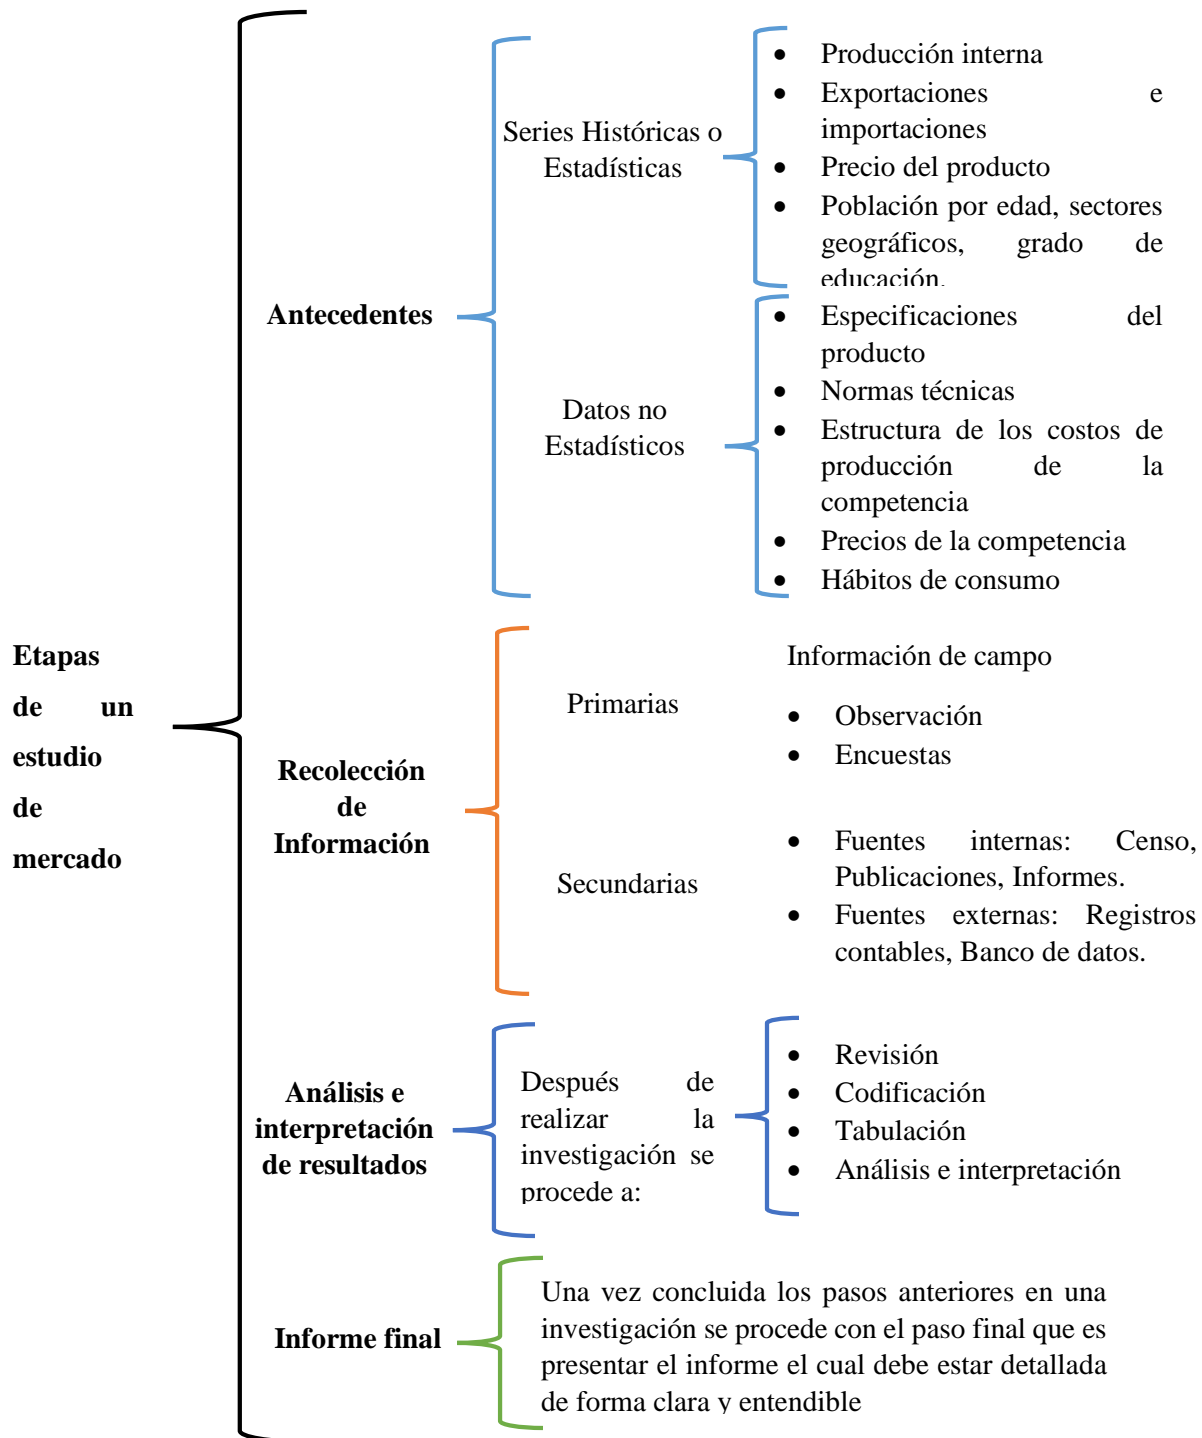 Etapas
de un
estudio
de
mercado
Antecedentes
Series Históricas o
Estadísticas
• Producción interna
• Exportaciones e
importaciones
• Precio del producto
• Población por edad, sectores
geográficos, grado de
educación.
Datos no
Estadísticos
• Especificaciones del
producto
• Normas técnicas
• Estructura de los costos de
producción de la
competencia
• Precios de la competencia
• Hábitos de consumo
Recolección
de
Información
Primarias
Información de campo
• Observación
• Encuestas
Secundarias
• Fuentes internas: Censo,
Publicaciones, Informes.
• Fuentes externas: Registros
contables, Banco de datos.
Análisis e
interpretación
de resultados
Después de
realizar la
investigación se
procede a:
• Revisión
• Codificación
• Tabulación
• Análisis e interpretación
Informe final
Una vez concluida los pasos anteriores en una
investigación se procede con el paso final que es
presentar el informe el cual debe estar detallada
de forma clara y entendible